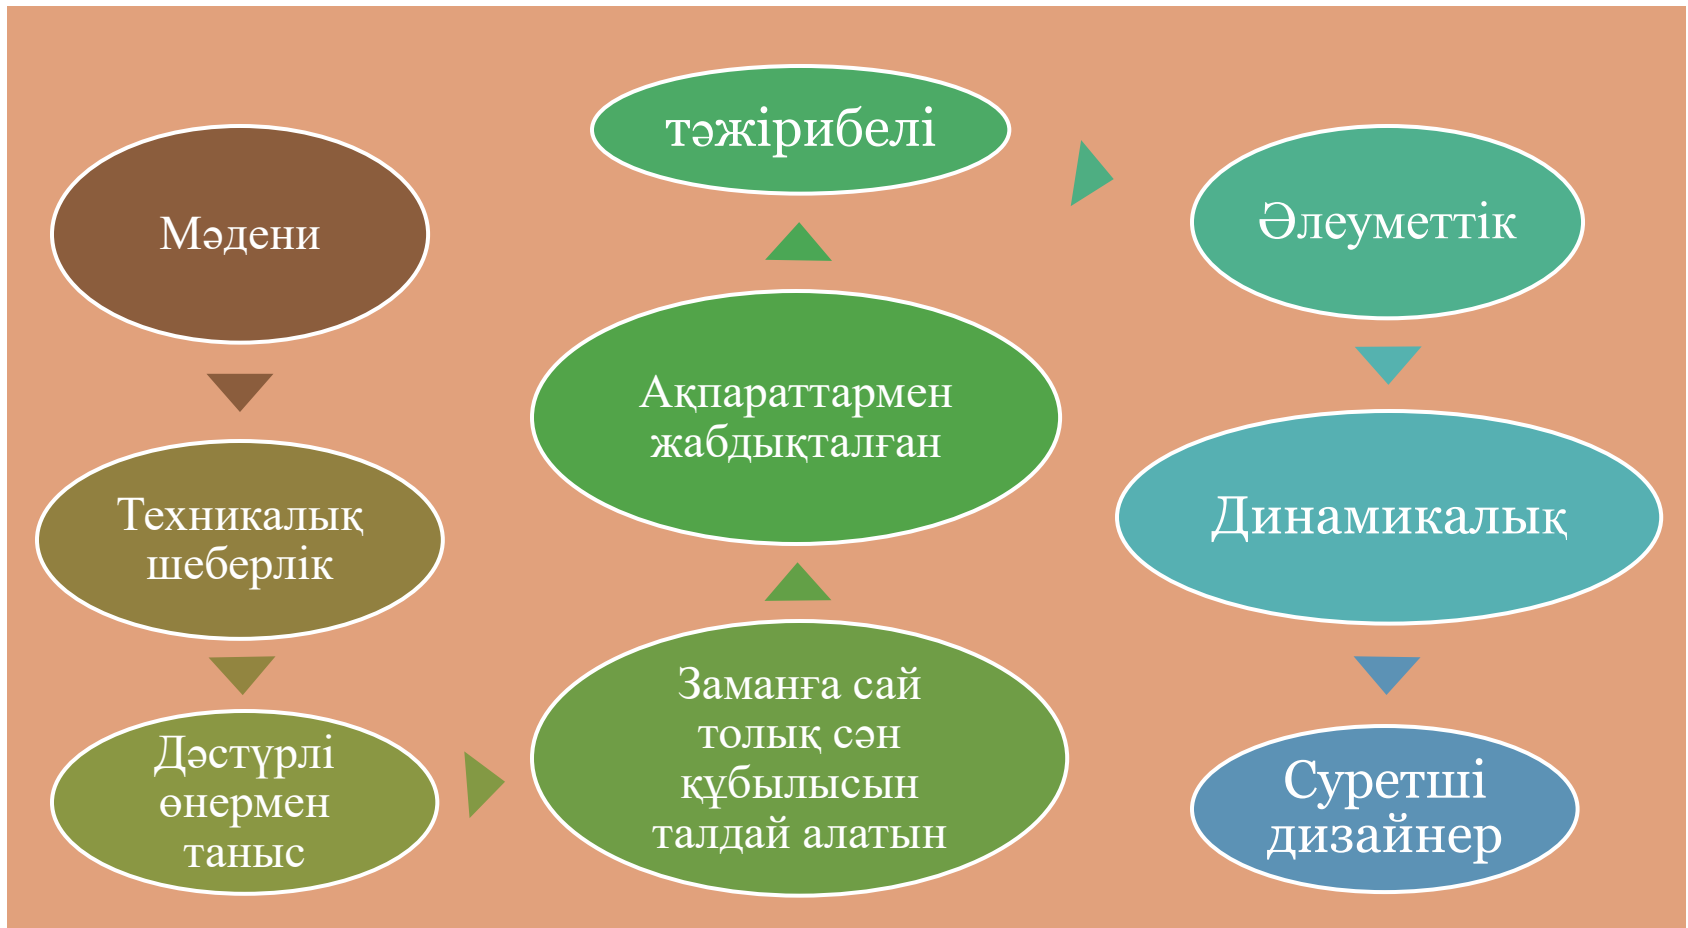 Мәдени
Техникалық
шеберлік
Дәстүрлі
өнермен
таныс
Заманға сай
толық сән
құбылысын
талдай алатын
Ақпараттармен
жабдықталған
тәжірибелі
Әлеуметтік
Динамикалық
Суретші
дизайнер